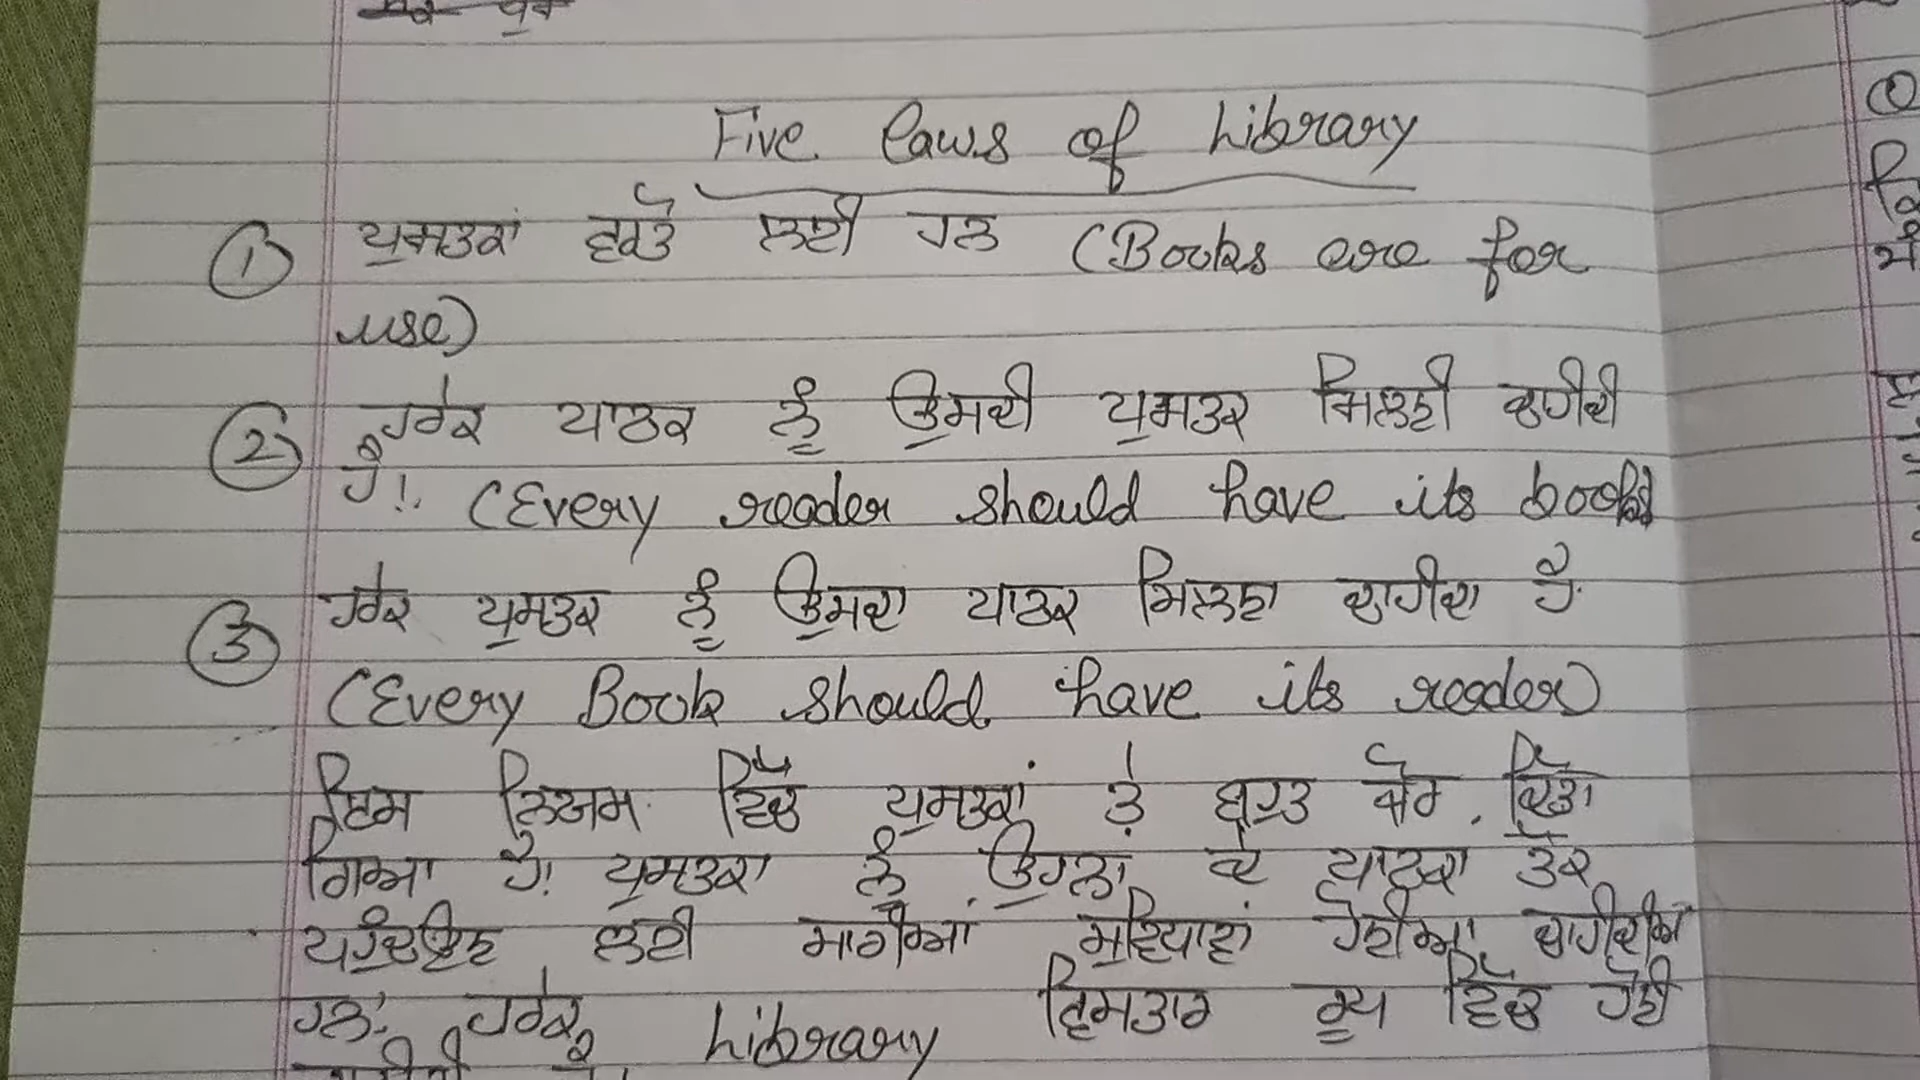 Five laws of Library
① ਪੁਸਤਕਾਂ ਵਰਤੋਂ ਲਈ ਹਨ (Books are for
use)
② ਹਰੇਕ ਪਾਠਕ ਨੂੰ ਉਸਦੀ ਪੁਸਤਕ ਮਿਲਣੀ ਚਾਹੀਦੀ
ਹੈ। (Every reader should have its books)
③ ਹਰੇਕ ਪੁਸਤਕ ਨੂੰ ਉਸਦਾ ਪਾਠਕ ਮਿਲਣਾ ਚਾਹੀਦਾ ਹੈ
(Every Book should have its reader)
ਇਸ ਨਿਯਮ ਵਿੱਚ ਪੁਸਤਕਾਂ ਤੇ ਬਹੁਤ ਜੋਰ ਦਿੱਤਾ
ਗਿਆ ਹੈ। ਪੁਸਤਕਾ ਨੂੰ ਉਹਨਾਂ ਦੇ ਪਾਠਕਾ ਤੱਕ
ਪਹੁੰਚਾਉਣ ਲਈ ਸਾਰੀਆਂ ਸੁਵਿਧਾਵਾਂ ਹੋਣੀਆਂ ਚਾਹੀਦੀਆਂ
ਹਨ। ਹਰੇਕ Library ਵਿਸਤਾਰ ਰੂਪ ਵਿੱਚ ਹੋਣੀ